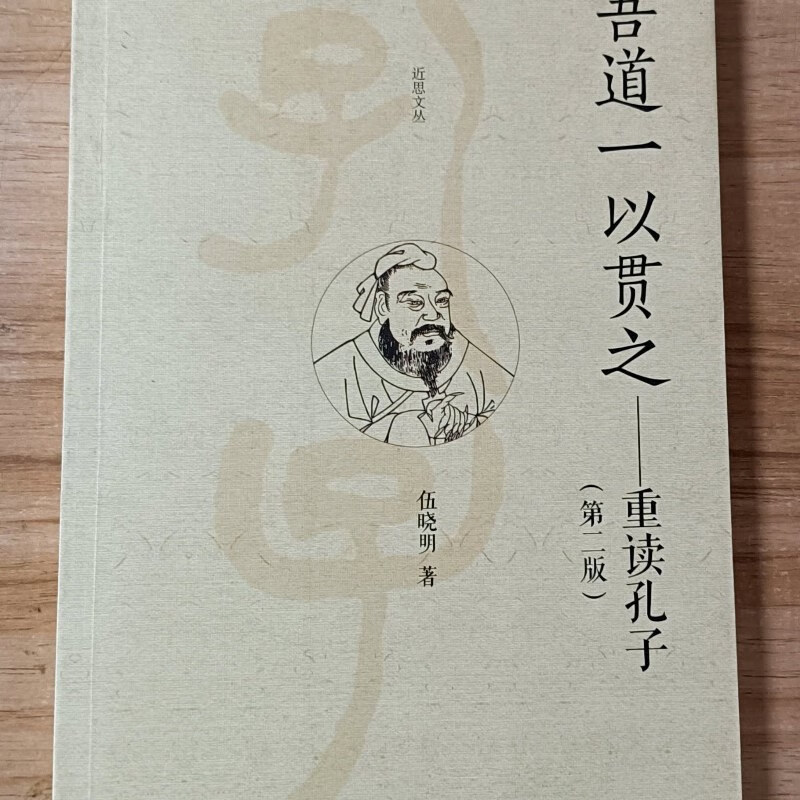 吾道一以贯之——重读孔子
（第二版）
近思文丛
伍晓明 著